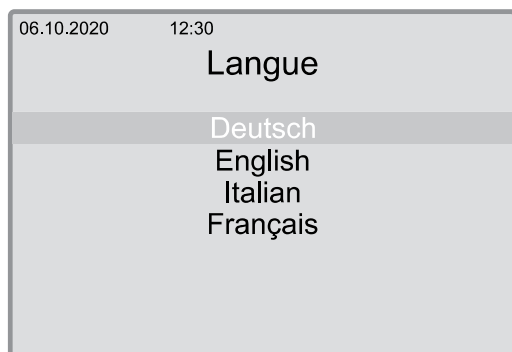 06.10.2020 12:30
Langue
Deutsch
English
Italian
Français